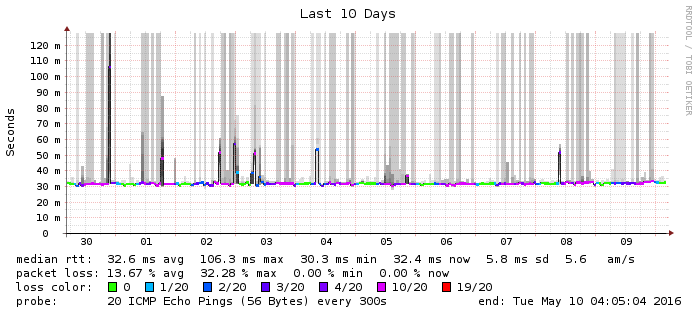 Last 10 Days
RRDTOOL / TOBI OETIKER
Seconds
120 m
110 m
100 m
90 m
80 m
70 m
60 m
50 m
40 m
30 m
20 m
10 m
0
30 01 02 03 04 05 06 07 08 09
median rtt: 32.6 ms avg 106.3 ms max 30.3 ms min 32.4 ms now 5.8 ms sd 5.6 am/s
packet loss: 13.67 % avg 32.28 % max 0.00 % min 0.00 % now
loss color: 0 1/20 2/20 3/20 4/20 10/20 19/20
probe: 20 ICMP Echo Pings (56 Bytes) every 300s end: Tue May 10 04:05:04 2016